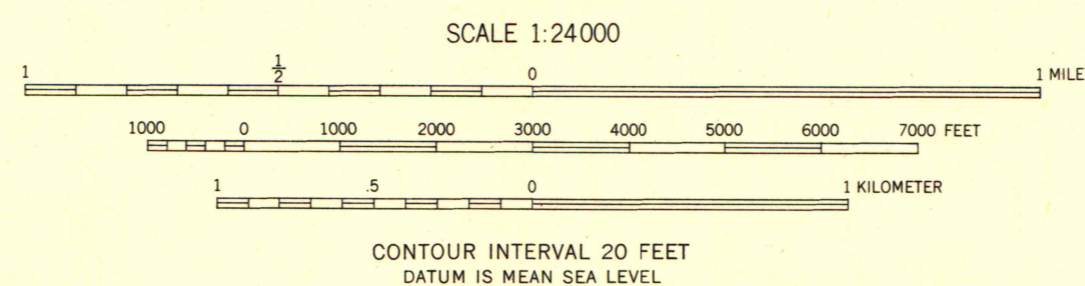 SCALE 1:24000
1 1/2 0 1 MILE
1000 0 1000 2000 3000 4000 5000 6000 7000 FEET
1 .5 0 1 KILOMETER
CONTOUR INTERVAL 20 FEET
DATUM IS MEAN SEA LEVEL